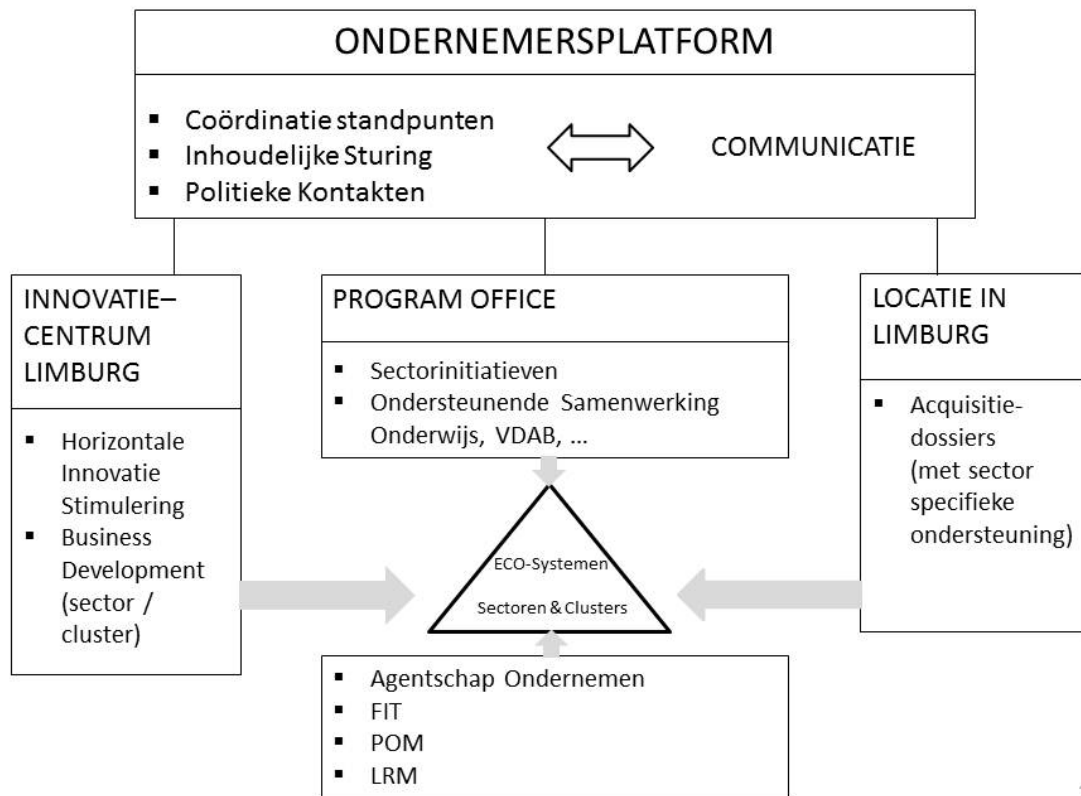 ONDERNEMERSPLATFORM
▪ Coördinatie standpunten
▪ Inhoudelijke Sturing
▪ Politieke Kontakten
COMMUNICATIE
INNOVATIE–
CENTRUM
LIMBURG
▪ Horizontale
Innovatie
Stimulering
▪ Business
Development
(sector /
cluster)
PROGRAM OFFICE
▪ Sectorinitiatieven
▪ Ondersteunende Samenwerking
Onderwijs, VDAB, ...
LOCATIE IN
LIMBURG
▪ Acquisitie-
dossiers
(met sector
specifieke
ondersteuning)
ECO-Systemen
Sectoren & Clusters
▪ Agentschap Ondernemen
▪ FIT
▪ POM
▪ LRM